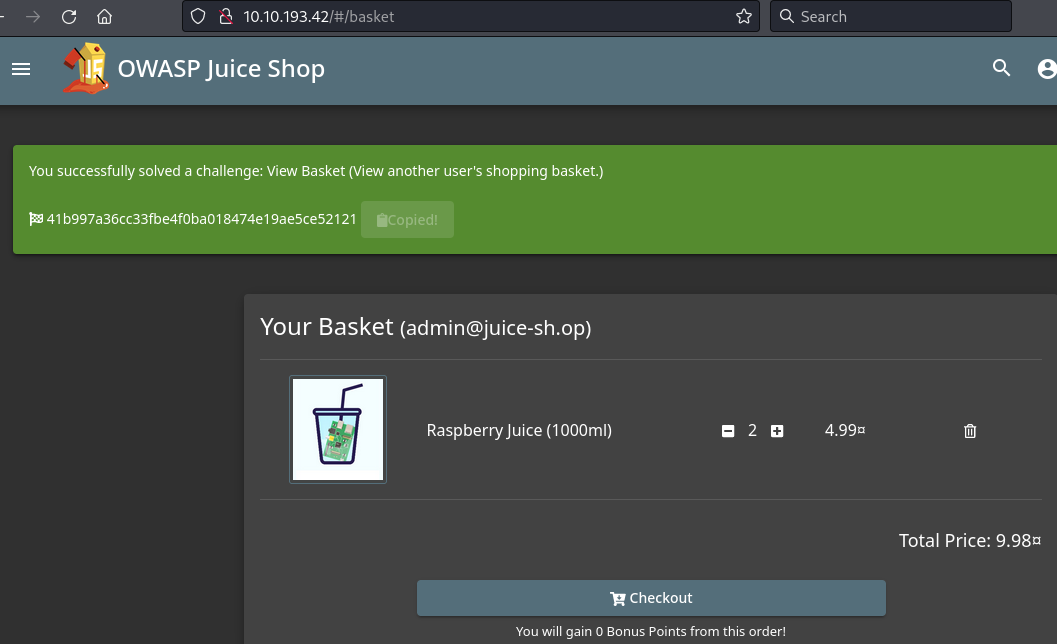 10.10.193.42/#/basket
Search
OWASP Juice Shop
You successfully solved a challenge: View Basket (View another user's shopping basket.)
41b997a36cc33fbe4f0ba018474e19ae5ce52121 Copied!
Your Basket (admin@juice-sh.op)
Raspberry Juice (1000ml) 2 4.99¤
Total Price: 9.98¤
Checkout
You will gain 0 Bonus Points from this order!